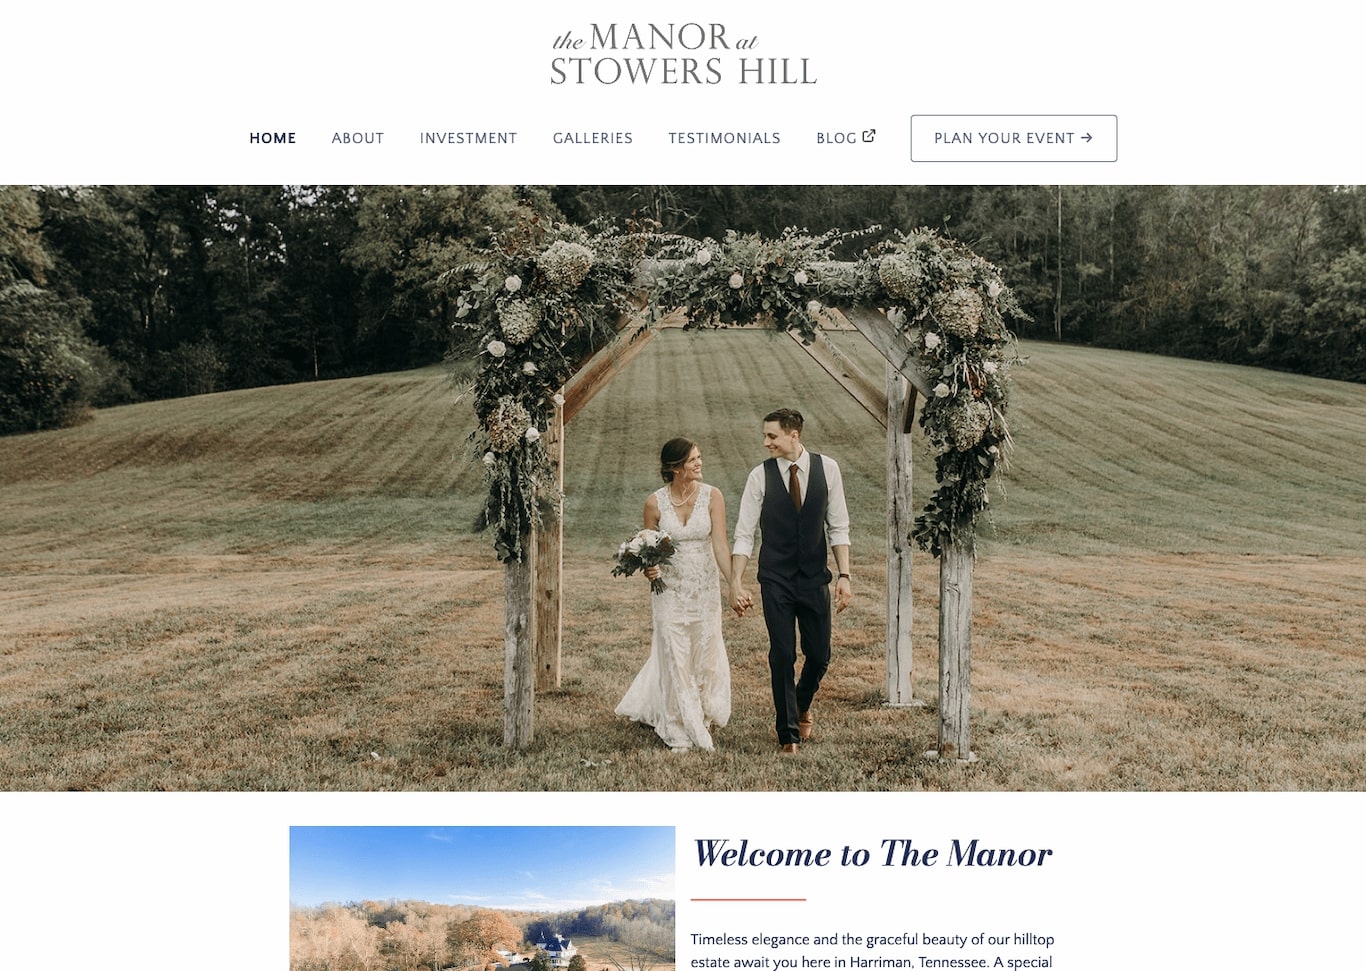 the MANOR at
STOWERS HILL
HOME ABOUT INVESTMENT GALLERIES TESTIMONIALS BLOG PLAN YOUR EVENT →
Welcome to The Manor
Timeless elegance and the graceful beauty of our hilltop
estate await you here in Harriman, Tennessee. A special